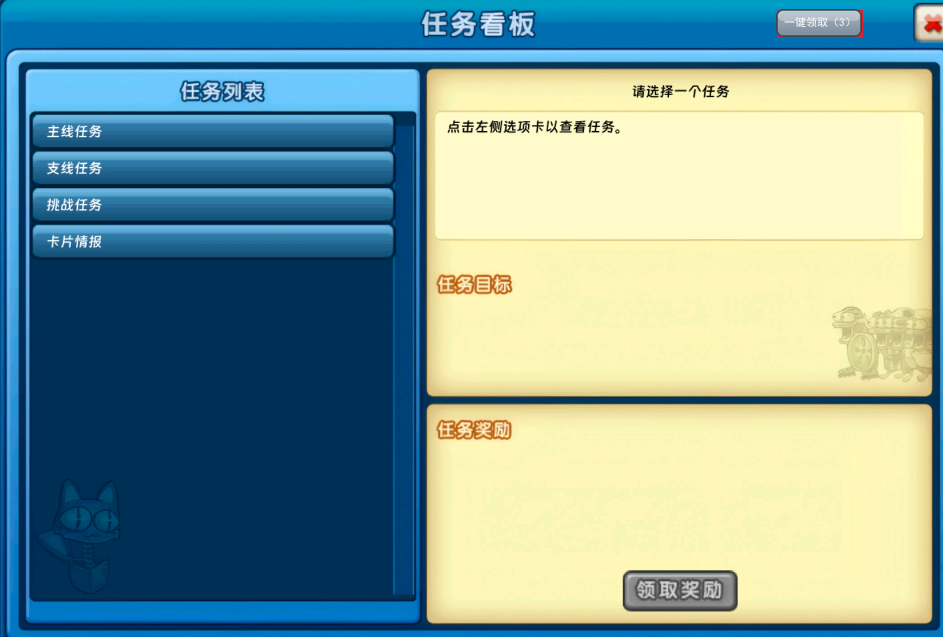 任务看板
一键领取（3）
任务列表
主线任务
支线任务
挑战任务
卡片情报
请选择一个任务
点击左侧选项卡以查看任务。
任务目标
任务奖励
领取奖励